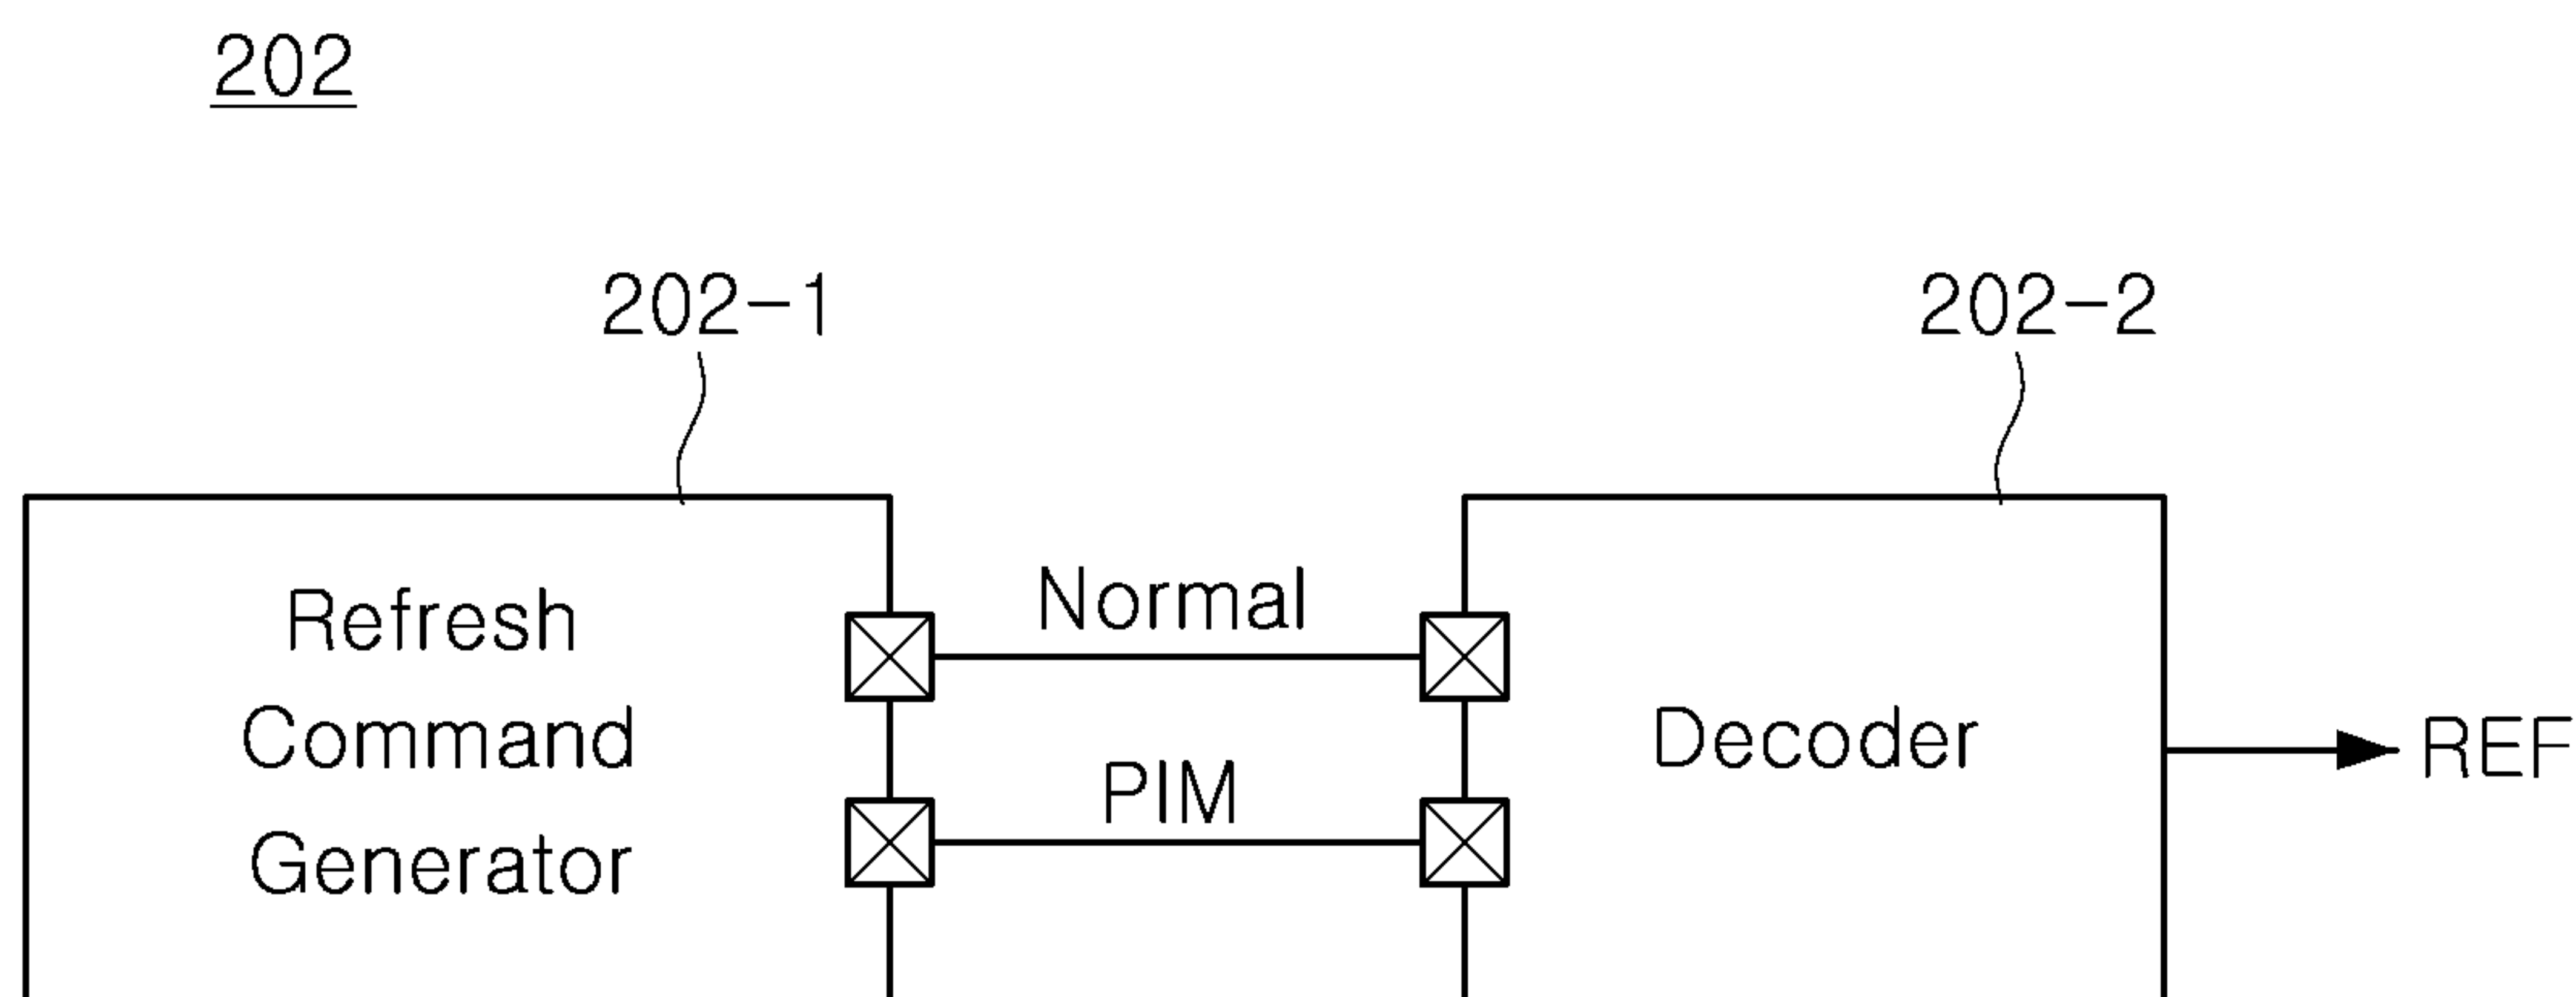 202
202-1
202-2
Refresh
Command
Generator
Normal
PIM
Decoder
REF